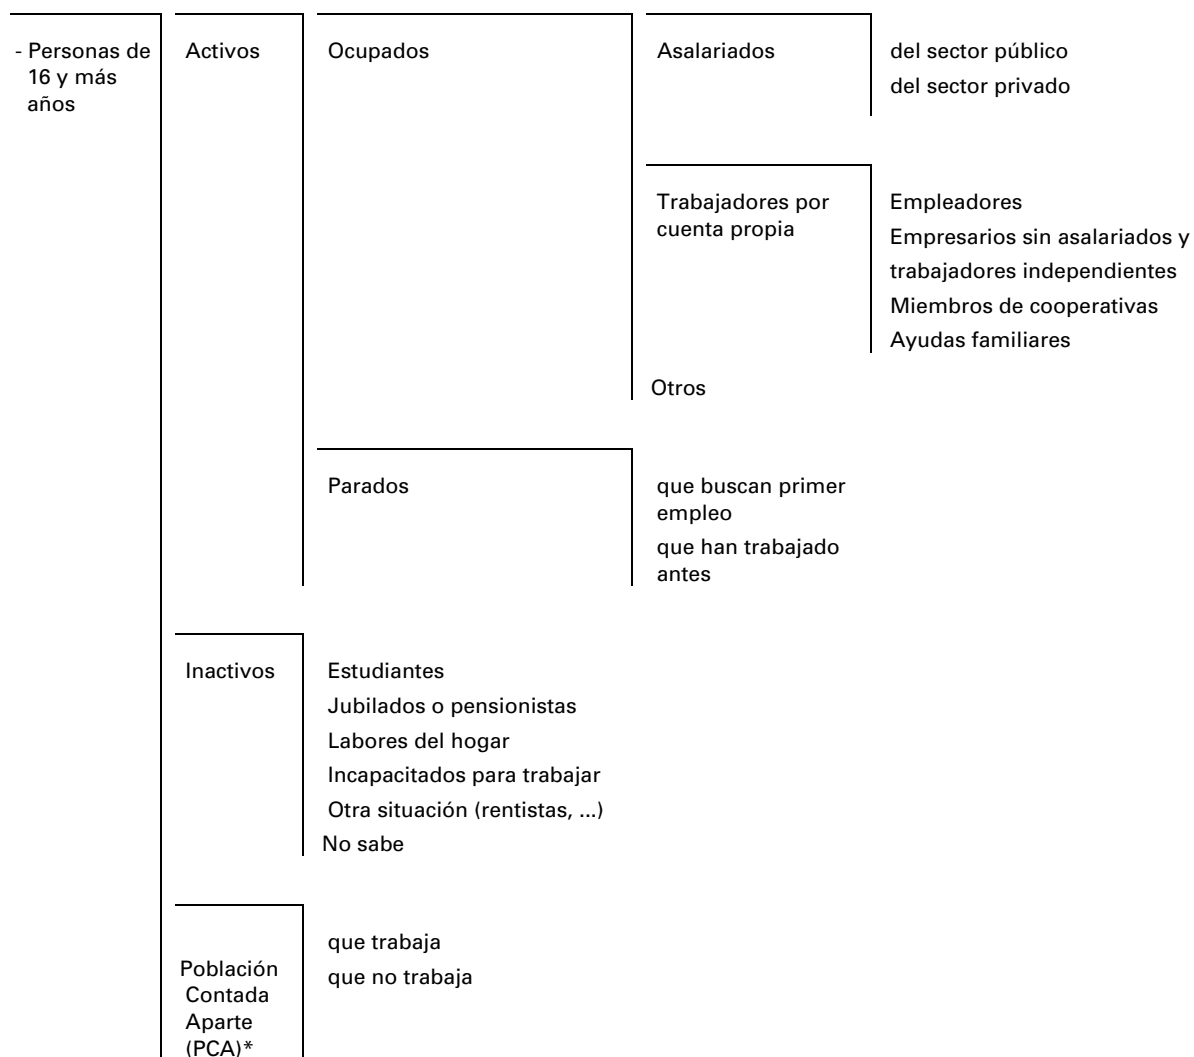 - Personas de
16 y más
años
Activos
Ocupados
Asalariados
del sector público
del sector privado
Trabajadores por
cuenta propia
Empleadores
Empresarios sin asalariados y
trabajadores independientes
Miembros de cooperativas
Ayudas familiares
Otros
Parados
que buscan primer
empleo
que han trabajado
antes
Inactivos
Estudiantes
Jubilados o pensionistas
Labores del hogar
Incapacitados para trabajar
Otra situación (rentistas, ...)
No sabe
Población
Contada
Aparte
(PCA)*
que trabaja
que no trabaja